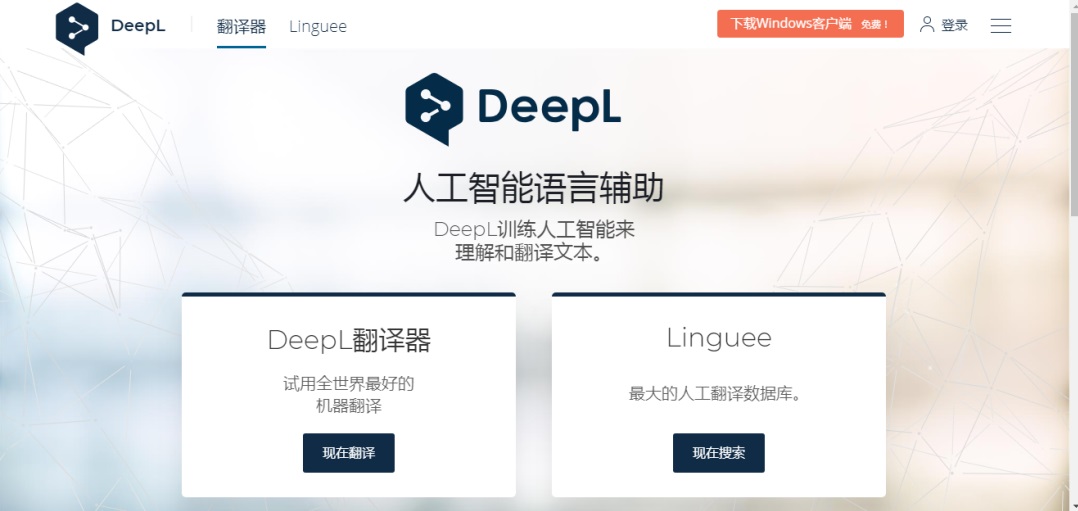 DeepL 翻译器 Linguee 下载Windows客户端 免费！ 登录
DeepL
人工智能语言辅助
DeepL训练人工智能来
理解和翻译文本。
DeepL翻译器
试用全世界最好的
机器翻译
现在翻译
Linguee
最大的人工翻译数据库。
现在搜索